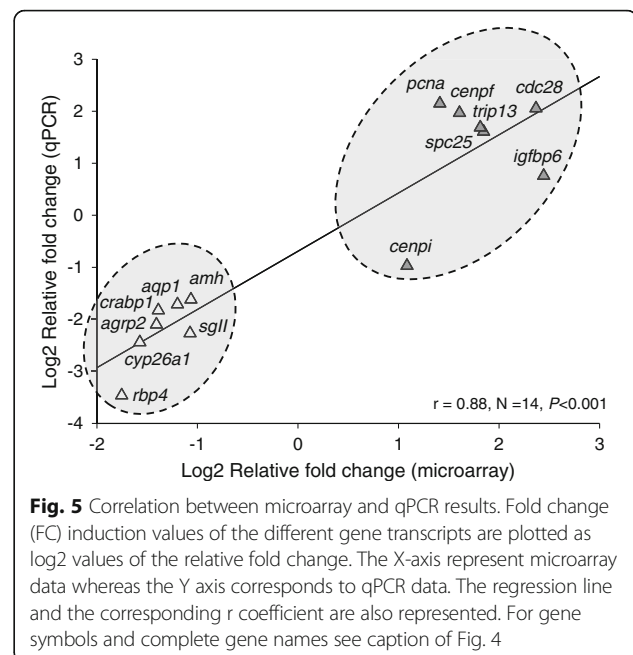 3
2
1
0
-1
-2
-3
-4
Log2 Relative fold change (qPCR)
pcna
cenpf
cdc28
trip13
spc25
igfbp6
cenpi
aqp1
amh
crabp1
agrp2
sgII
cyp26a1
rbp4
r = 0.88, N =14, P<0.001
-2 -1 0 1 2 3
Log2 Relative fold change (microarray)
Fig. 5 Correlation between microarray and qPCR results. Fold change
(FC) induction values of the different gene transcripts are plotted as
log2 values of the relative fold change. The X-axis represent microarray
data whereas the Y axis corresponds to qPCR data. The regression line
and the corresponding r coefficient are also represented. For gene
symbols and complete gene names see caption of Fig. 4